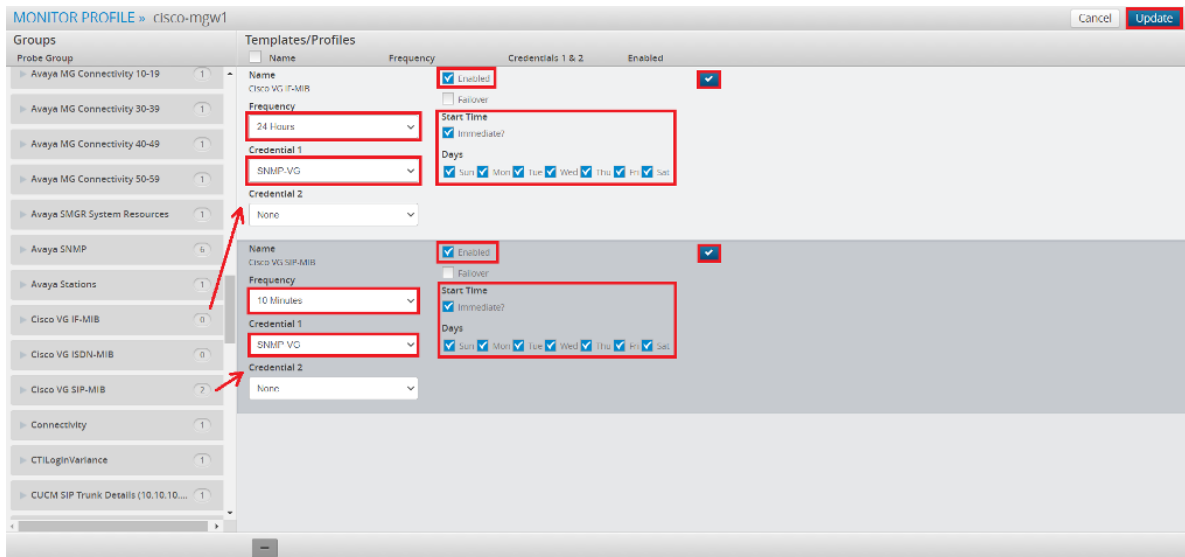 MONITOR PROFILE » cisco-mgw1
Cancel
Update
Groups
Templates/Profiles
Probe Group
Name Frequency Credentials 1 & 2 Enabled
Avaya MG Connectivity 10-19 1
Avaya MG Connectivity 30-39 1
Avaya MG Connectivity 40-49 1
Avaya MG Connectivity 50-59 1
Avaya SMGR System Resources 1
Avaya SNMP 6
Avaya Stations 1
Cisco VG IF-MIB 0
Cisco VG ISDN-MIB 0
Cisco VG SIP-MIB 2
Connectivity 1
CTILoginVariance 1
CUCM SIP Trunk Details (10.10.10.... 1
Name
Cisco VG IF-MIB
Frequency
24 Hours
Credential 1
SNMP-VG
Credential 2
None
Enabled
Failover
Start Time
Immediate?
Days
Sun Mon Tue Wed Thu Fri Sat
Name
Cisco VG SIP-MIB
Frequency
10 Minutes
Credential 1
SNMP VG
Credential 2
None
Enabled
Failover
Start Time
Immediate?
Days
Sun Mon Tue Wed Thu Fri Sat